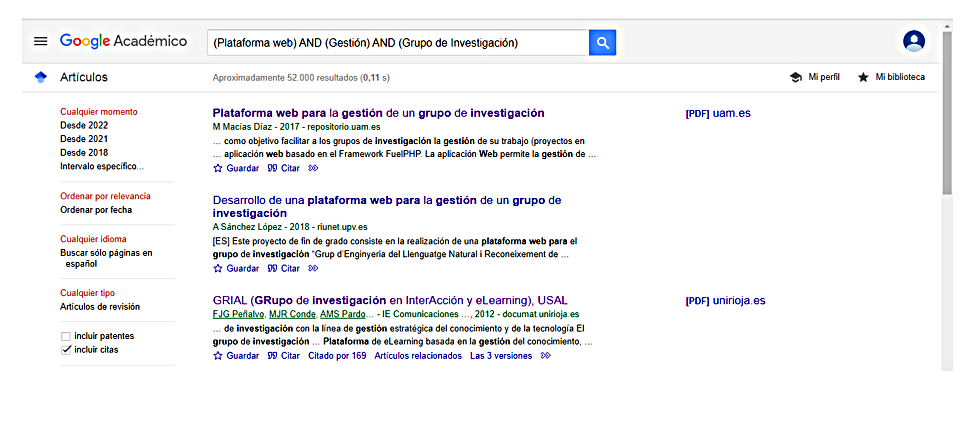 Google Académico
(Plataforma web) AND (Gestión) AND (Grupo de Investigación)
Artículos
Aproximadamente 52.000 resultados (0,11 s)
Mi perfil
Mi biblioteca
Cualquier momento
Desde 2022
Desde 2021
Desde 2018
Intervalo específico...
Ordenar por relevancia
Ordenar por fecha
Cualquier idioma
Buscar sólo páginas en
español
Cualquier tipo
Artículos de revisión
incluir patentes
incluir citas
Plataforma web para la gestión de un grupo de investigación
M Macías Díaz - 2017 - repositorio.uam.es
... como objetivo facilitar a los grupos de investigación la gestión de su trabajo (proyectos en
... aplicación web basado en el Framework FuelPHP. La aplicación Web permite la gestión de ...
Guardar Citar
[PDF] uam.es
Desarrollo de una plataforma web para la gestión de un grupo de
investigación
A Sánchez López - 2018 - riunet.upv.es
[ES] Este proyecto de fin de grado consiste en la realización de una plataforma web para el
grupo de investigación "Grup d´Enginyeria del Llenguatge Natural i Reconeixement de ...
Guardar Citar
GRIAL (GRupo de investigación en InterAcción y eLearning), USAL
FJG Peñalvo, MJR Conde, AMS Pardo... - IE Comunicaciones ..., 2012 - documat.unirioja.es
... de investigación con la línea de gestión estratégica del conocimiento y de la tecnología El
grupo de investigación ... Plataforma de eLearning basada en la gestión del conocimiento, ...
Guardar Citar Citado por 169 Artículos relacionados Las 3 versiones
[PDF] unirioja.es